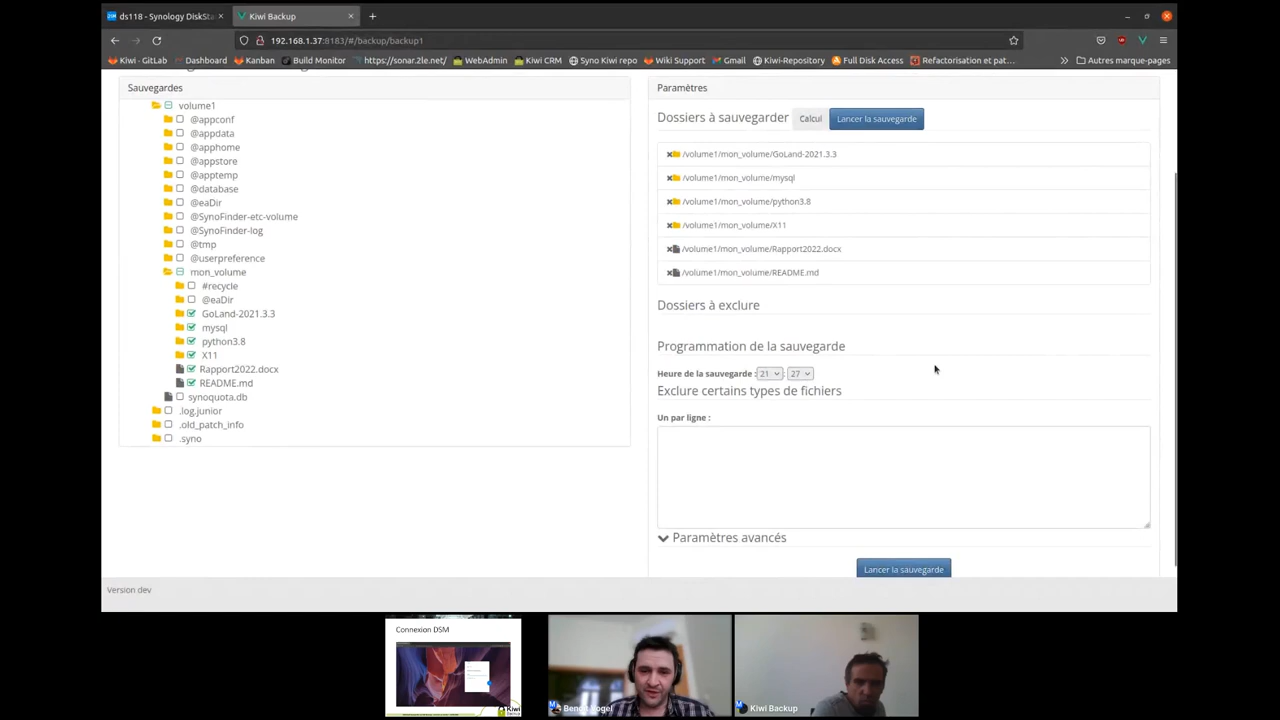 ds118 - Synology DiskSta
Kiwi Backup
192.168.1.37:8183/#/backup/backup1
Kiwi · GitLab
Dashboard
Kanban
Build Monitor
https://sonar.2le.net/
WebAdmin
Kiwi CRM
Syno Kiwi repo
Wiki Support
Gmail
Kiwi-Repository
Full Disk Access
Refactorisation et pat…
Autres marque-pages
Sauvegardes
volume1
@appconf
@appdata
@apphome
@appstore
@apptemp
@database
@eaDir
@SynoFinder-etc-volume
@SynoFinder-log
@tmp
@userpreference
mon_volume
#recycle
@eaDir
GoLand-2021.3.3
mysql
python3.8
X11
Rapport2022.docx
README.md
synoquota.db
.log.junior
.old_patch_info
.syno
Paramètres
Dossiers à sauvegarder Calcul Lancer la sauvegarde
/volume1/mon_volume/GoLand-2021.3.3
/volume1/mon_volume/mysql
/volume1/mon_volume/python3.8
/volume1/mon_volume/X11
/volume1/mon_volume/Rapport2022.docx
/volume1/mon_volume/README.md
Dossiers à exclure
Programmation de la sauvegarde
Heure de la sauvegarde : 21 : 27
Exclure certains types de fichiers
Un par ligne :
Paramètres avancés
Lancer la sauvegarde
Version dev
Connexion DSM
Kiwi
Benoit Vogel
Kiwi Backup